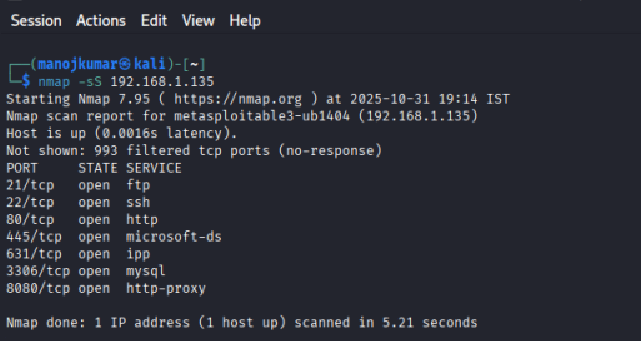 Session Actions Edit View Help
┌──(manojkumar㉿kali)-[~]
└─$ nmap -sS 192.168.1.135
Starting Nmap 7.95 ( https://nmap.org ) at 2025-10-31 19:14 IST
Nmap scan report for metasploitable3-ub1404 (192.168.1.135)
Host is up (0.0016s latency).
Not shown: 993 filtered tcp ports (no-response)
PORT     STATE SERVICE
21/tcp   open  ftp
22/tcp   open  ssh
80/tcp   open  http
445/tcp  open  microsoft-ds
631/tcp  open  ipp
3306/tcp open  mysql
8080/tcp open  http-proxy
Nmap done: 1 IP address (1 host up) scanned in 5.21 seconds